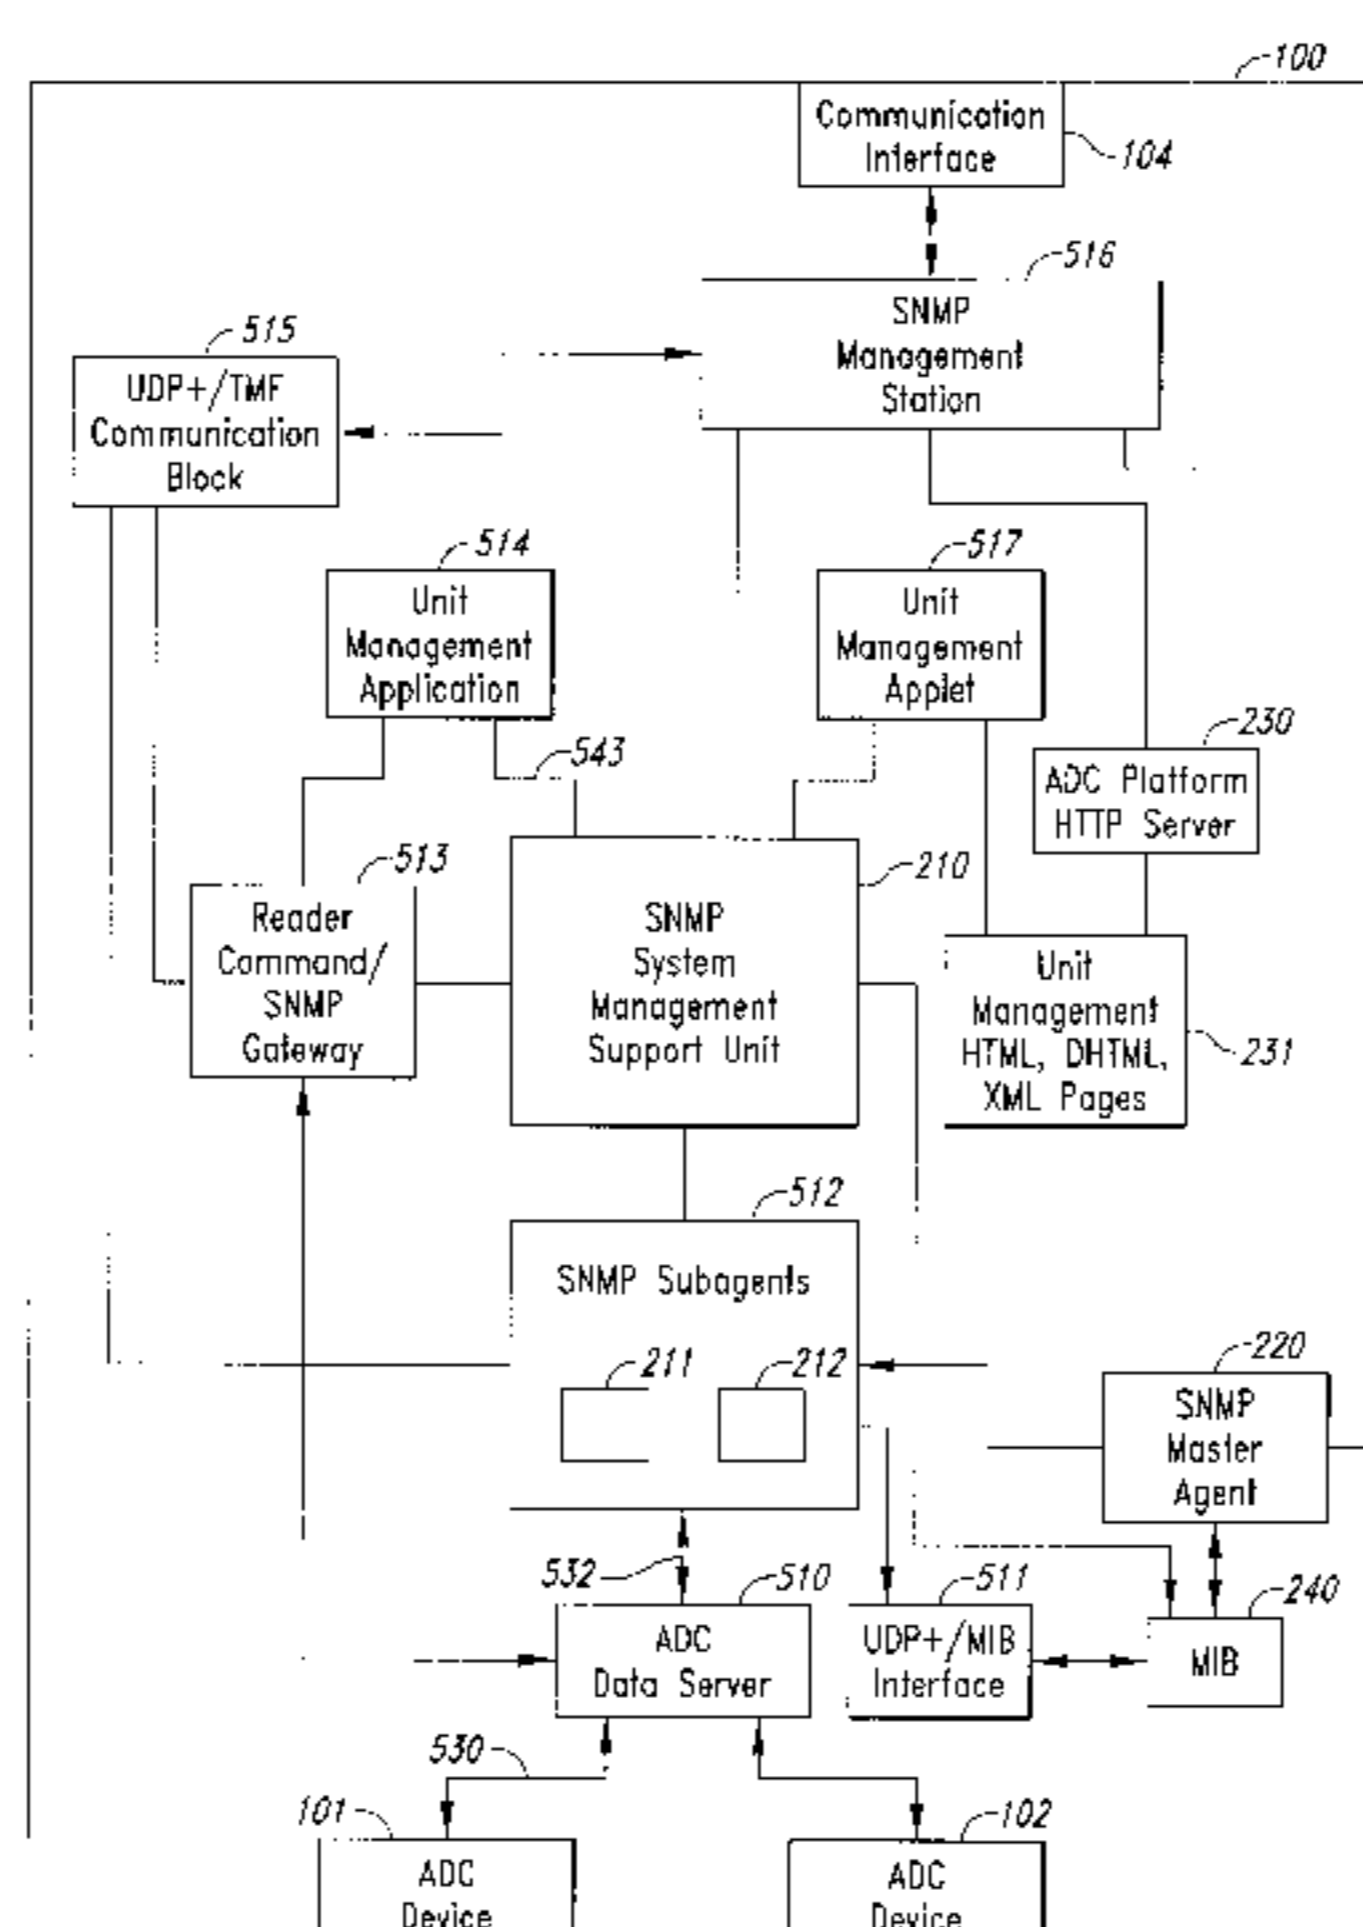 100
Communication
Interface
104
516
SNMP
Management
Station
515
UDP+/TMF
Communication
Block
514
Unit
Management
Application
517
Unit
Management
Applet
543
230
ADC Platform
HTTP Server
513
Reader
Command/
SNMP
Gateway
210
SNMP
System
Management
Support Unit
Unit
Management
HTML, DHTML,
XML Pages
231
512
SNMP Subagents
211
212
220
SNMP
Master
Agent
532
510
ADC
Data Server
511
UDP+/MIB
Interface
240
MIB
530
101
ADC
Device
102
ADC
Device